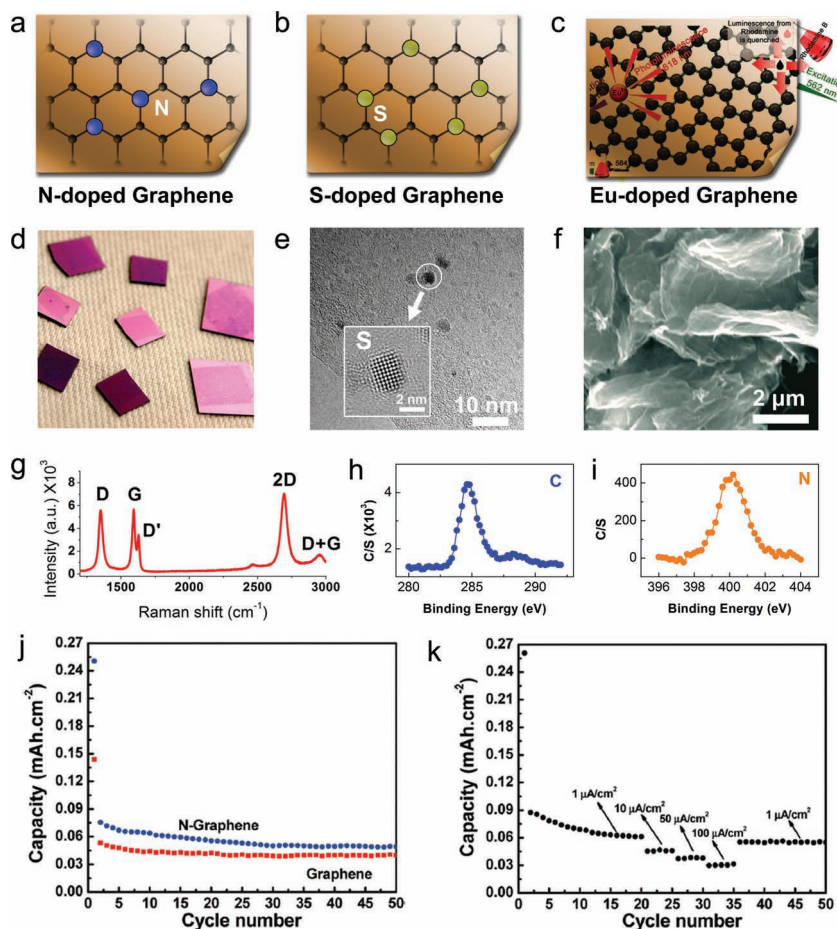 a
N
N-doped Graphene
b
S
S-doped Graphene
c
Luminescence from
Rhodamine
is quenched
Rhodamine B
Photoluminescence
Eu
562 nm
584
Eu-doped Graphene
d
e
S
2 nm
10 nm
f
2 μm
g
Intensity (a.u.) X10³
8
6
4
2
0
D
G
D'
2D
D+G
1500
2000
2500
3000
Raman shift (cm⁻¹)
h
C/S (X10³)
4
2
C
280
285
290
Binding Energy (eV)
i
C/S
400
200
0
N
396
398
400
402
404
Binding Energy (eV)
j
Capacity (mAh.cm⁻²)
0.27
0.24
0.21
0.18
0.15
0.12
0.09
0.06
0.03
0.00
N-Graphene
Graphene
0 5 10 15 20 25 30 35 40 45 50
Cycle number
k
Capacity (mAh.cm⁻²)
0.27
0.24
0.21
0.18
0.15
0.12
0.09
0.06
0.03
0.00
1 μA/cm²
10 μA/cm²
50 μA/cm²
100 μA/cm²
1 μA/cm²
0 5 10 15 20 25 30 35 40 45 50
Cycle number